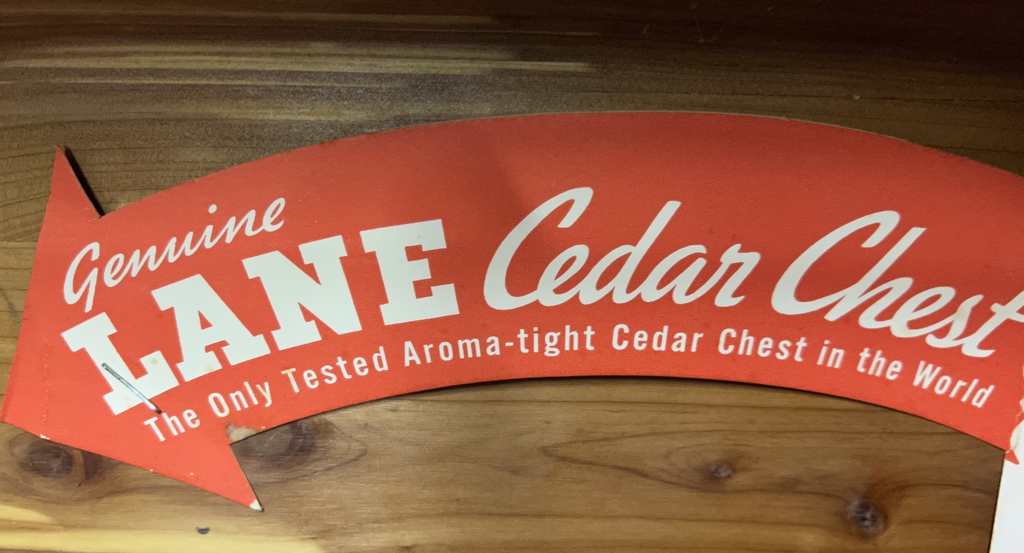 Genuine
LANE Cedar Chest
The Only Tested Aroma-tight Cedar Chest in the World